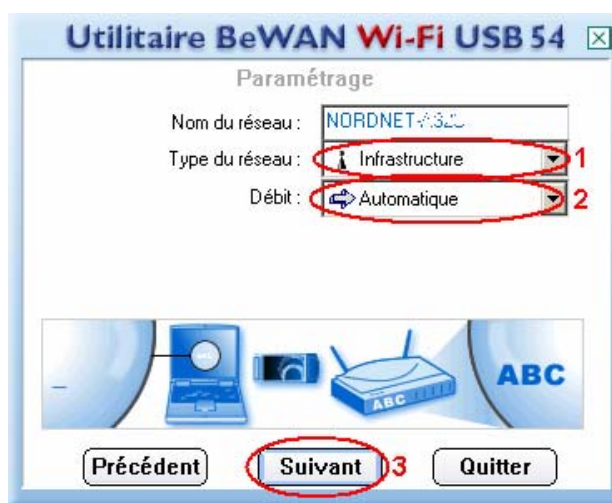 Utilitaire BeWAN Wi-Fi USB 54
Paramétrage
Nom du réseau :
Type du réseau : Infrastructure 1
Débit : Automatique 2
ABC
ABC
Précédent Suivant 3 Quitter